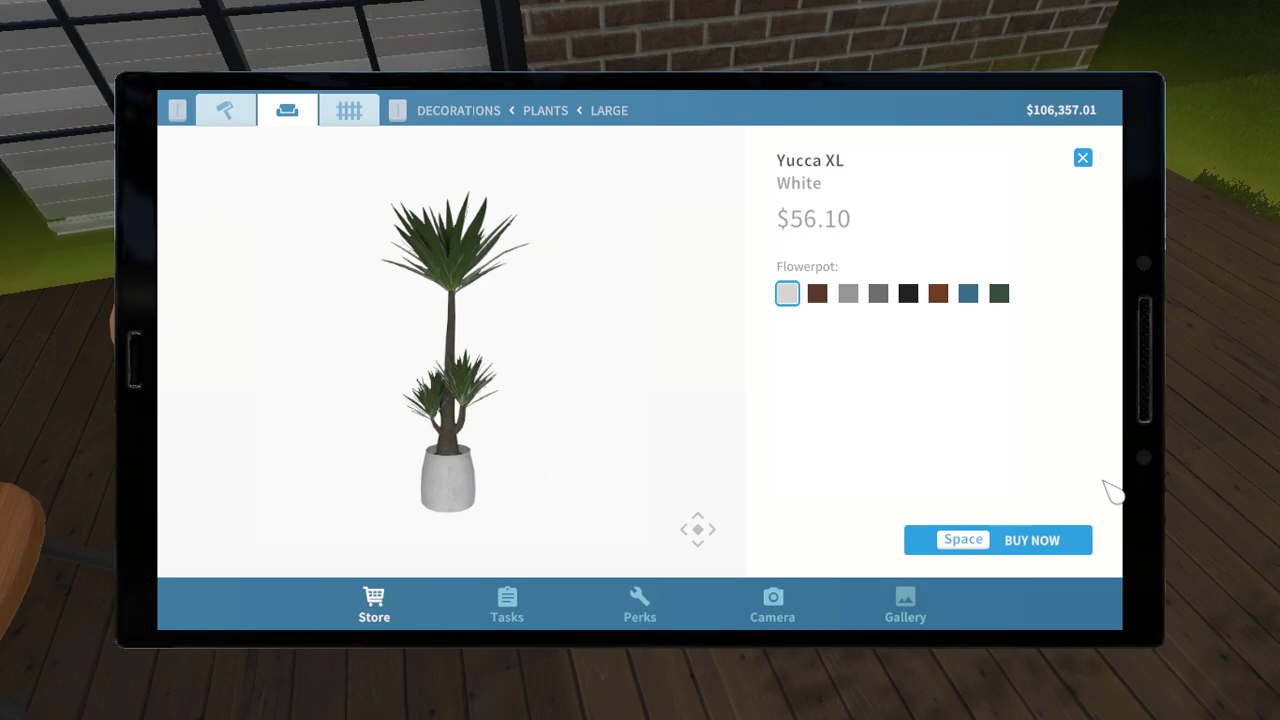 DECORATIONS < PLANTS < LARGE
$106,357.01
Yucca XL
White
$56.10
Flowerpot:
Space BUY NOW
Store Tasks Perks Camera Gallery